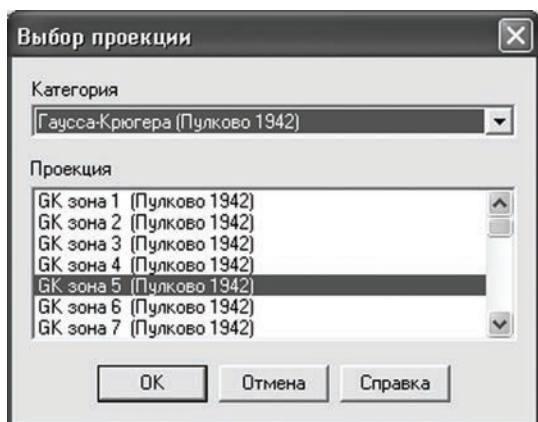 Выбор проекции
Категория
Гаусса-Крюгера (Пулково 1942)
Проекция
GK зона 1 (Пулково 1942)
GK зона 2 (Пулково 1942)
GK зона 3 (Пулково 1942)
GK зона 4 (Пулково 1942)
GK зона 5 (Пулково 1942)
GK зона 6 (Пулково 1942)
GK зона 7 (Пулково 1942)
OK Отмена Справка